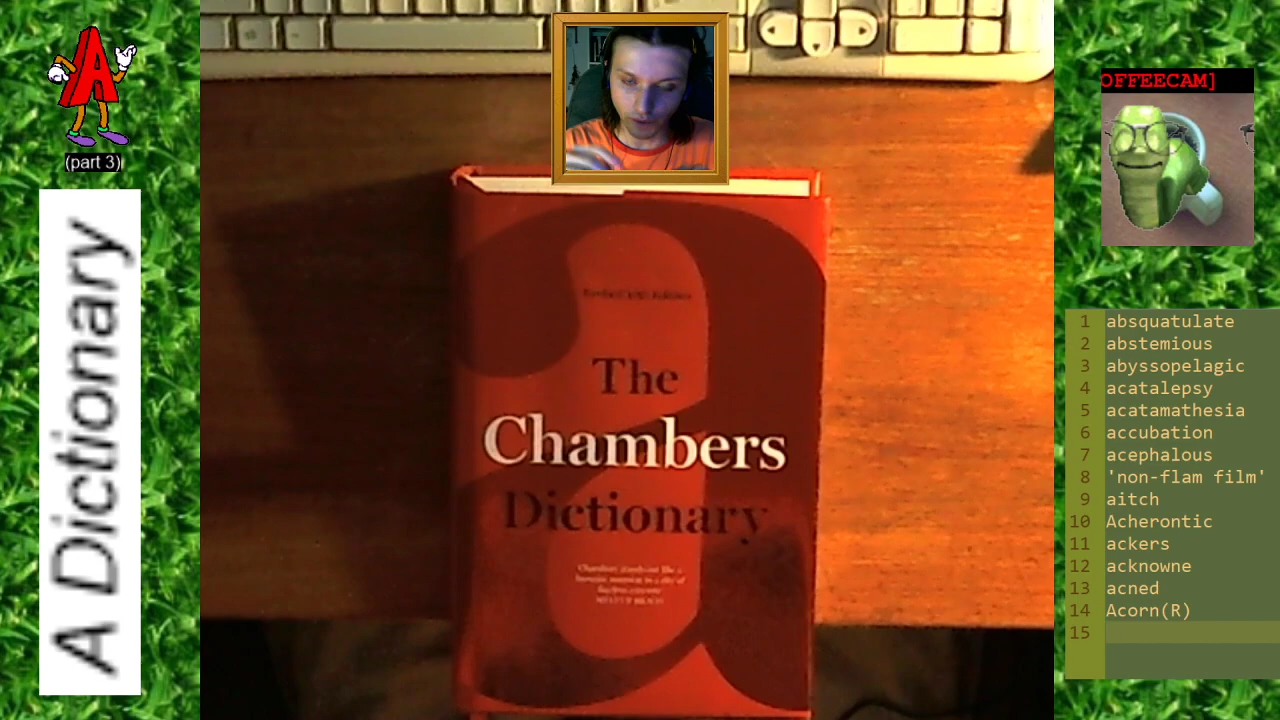 A
(part 3)
A Dictionary
OFFEECAM]
The
Chambers
Dictionary
1 absquatulate
2 abstemious
3 abyssopelagic
4 acatalepsy
5 acatamathesia
6 accubation
7 acephalous
8 'non-flam film'
9 aitch
10 Acherontic
11 ackers
12 acknowne
13 acned
14 Acorn(R)
15